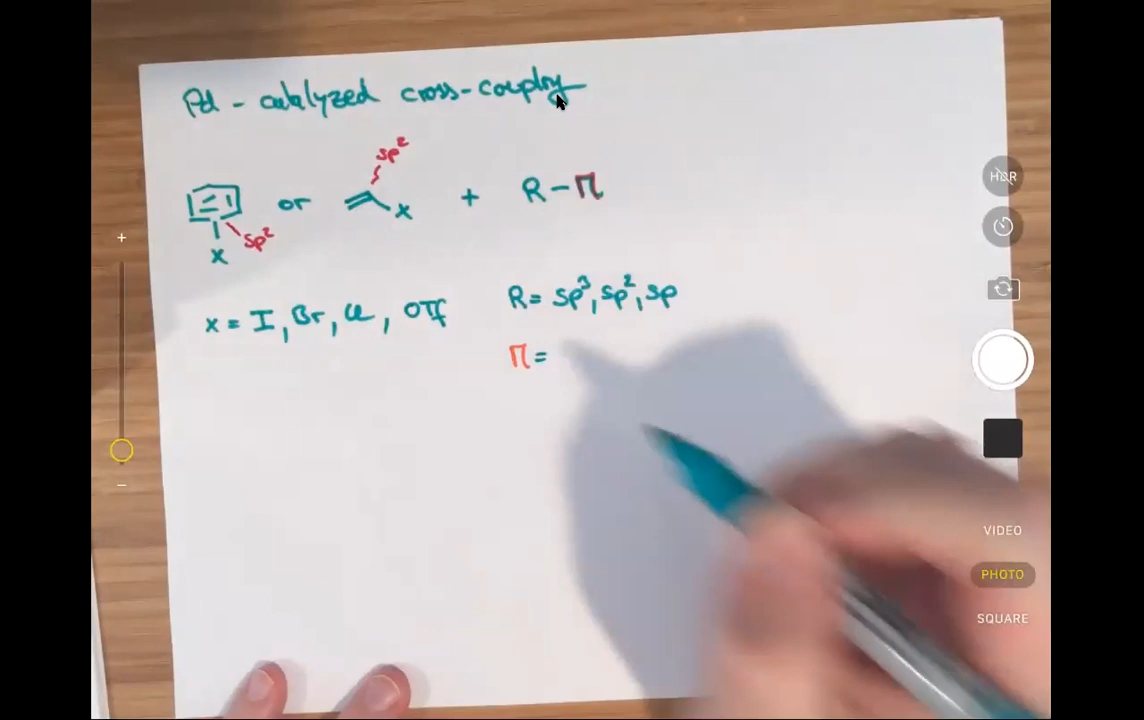 Pd - catalyzed cross-coupling
sp²
or
x
+
R - M
sp²
x
x = I, Br, Cl, OTf
R = sp³, sp², sp
M =
HDR
+
−
VIDEO
PHOTO
SQUARE